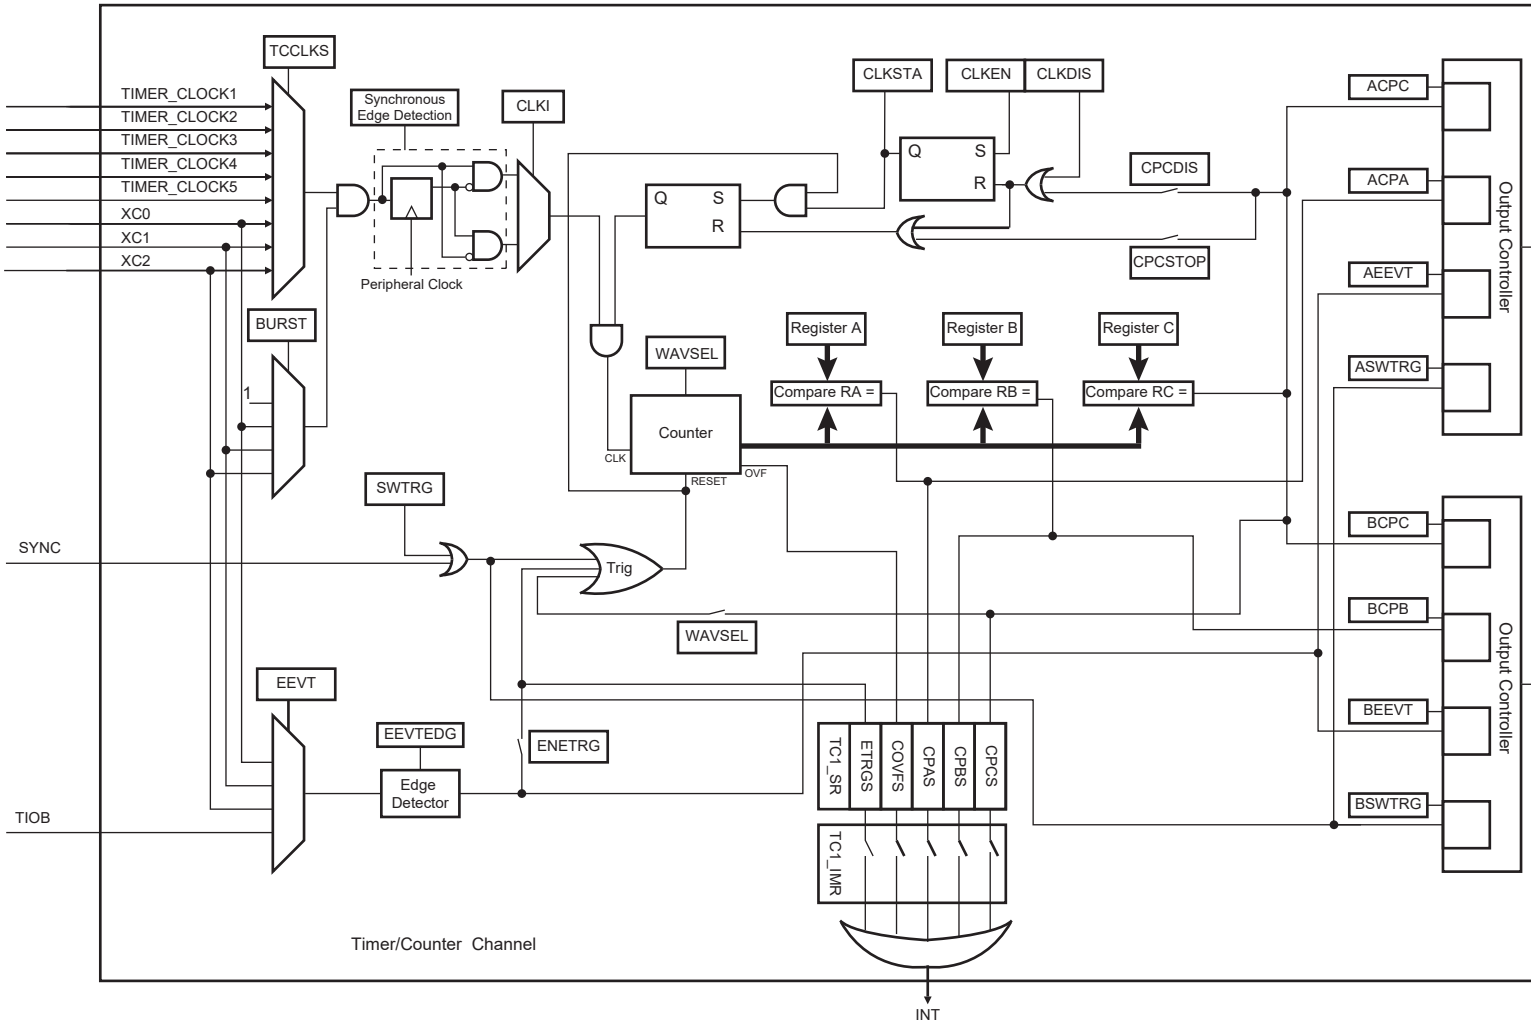 TCCLKS
TIMER_CLOCK1
TIMER_CLOCK2
TIMER_CLOCK3
TIMER_CLOCK4
TIMER_CLOCK5
XC0
XC1
XC2
Synchronous
Edge Detection
CLKI
Peripheral Clock
BURST
1
CLKSTA
CLKEN
CLKDIS
Q
S
R
Q
S
R
CPCDIS
CPCSTOP
ACPC
ACPA
AEEVT
ASWTRG
Output Controller
Register A
Register B
Register C
WAVSEL
Compare RA =
Compare RB =
Compare RC =
Counter
CLK
RESET
OVF
SWTRG
SYNC
Trig
WAVSEL
BCPC
BCPB
BEEVT
BSWTRG
Output Controller
EEVT
EEVTEDG
Edge
Detector
ENETRG
TIOB
TC1_SR
ETRGS
COVFS
CPAS
CPBS
CPCS
TC1_IMR
Timer/Counter Channel
INT